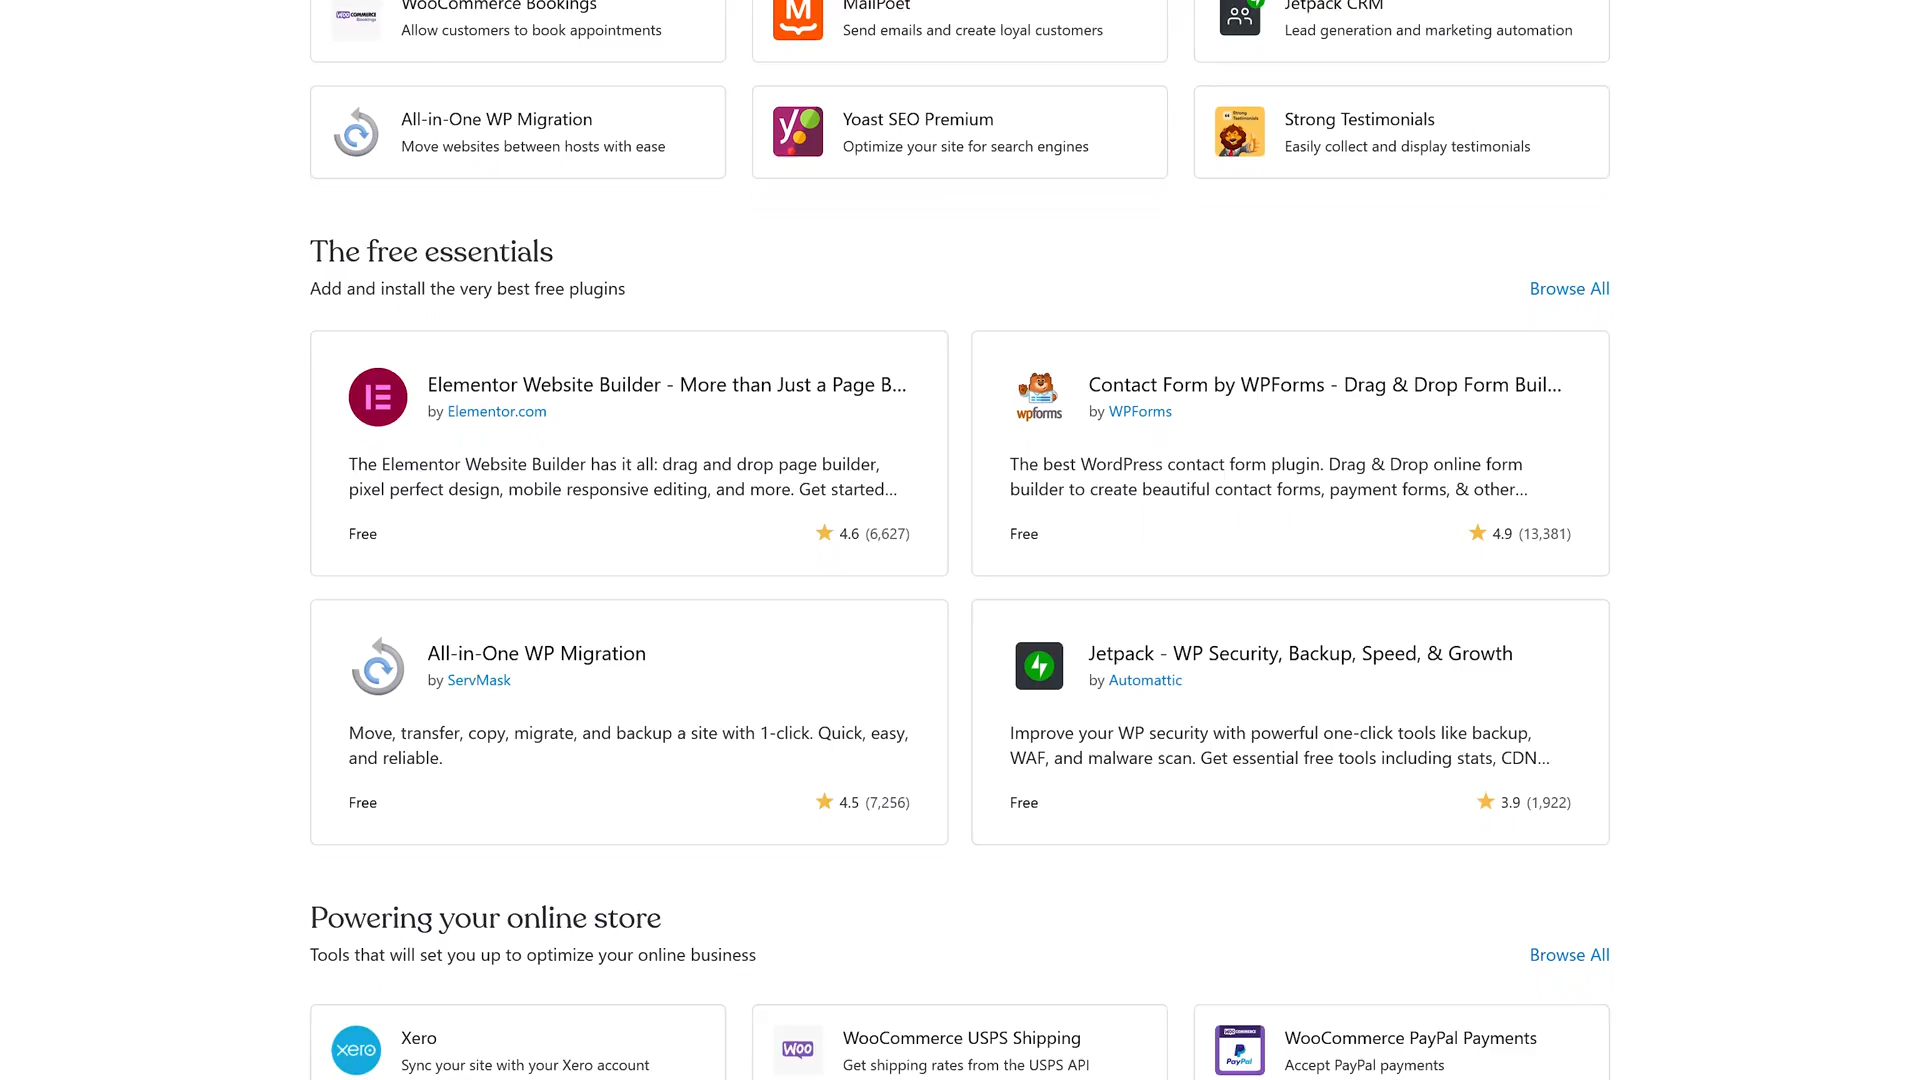 WooCommerce Bookings
Allow customers to book appointments
MailPoet
Send emails and create loyal customers
Jetpack CRM
Lead generation and marketing automation
All-in-One WP Migration
Move websites between hosts with ease
Yoast SEO Premium
Optimize your site for search engines
Strong Testimonials
Easily collect and display testimonials
The free essentials
Add and install the very best free plugins
Browse All
Elementor Website Builder - More than Just a Page B...
by Elementor.com
The Elementor Website Builder has it all: drag and drop page builder,
pixel perfect design, mobile responsive editing, and more. Get started...
Free
4.6 (6,627)
wpforms
Contact Form by WPForms - Drag & Drop Form Buil...
by WPForms
The best WordPress contact form plugin. Drag & Drop online form
builder to create beautiful contact forms, payment forms, & other...
Free
4.9 (13,381)
All-in-One WP Migration
by ServMask
Move, transfer, copy, migrate, and backup a site with 1-click. Quick, easy,
and reliable.
Free
4.5 (7,256)
Jetpack - WP Security, Backup, Speed, & Growth
by Automattic
Improve your WP security with powerful one-click tools like backup,
WAF, and malware scan. Get essential free tools including stats, CDN...
Free
3.9 (1,922)
Powering your online store
Tools that will set you up to optimize your online business
Browse All
xero
Xero
Sync your site with your Xero account
WOO
WooCommerce USPS Shipping
Get shipping rates from the USPS API
WOO COMMERCE
PayPal
WooCommerce PayPal Payments
Accept PayPal payments